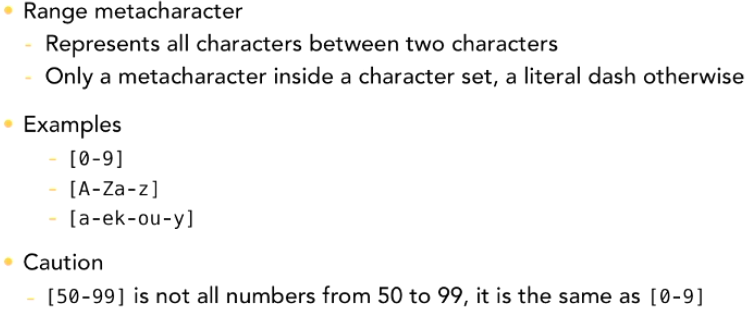 • Range metacharacter
- Represents all characters between two characters
- Only a metacharacter inside a character set, a literal dash otherwise
• Examples
- [0-9]
- [A-Za-z]
- [a-ek-ou-y]
• Caution
- [50-99] is not all numbers from 50 to 99, it is the same as [0-9]